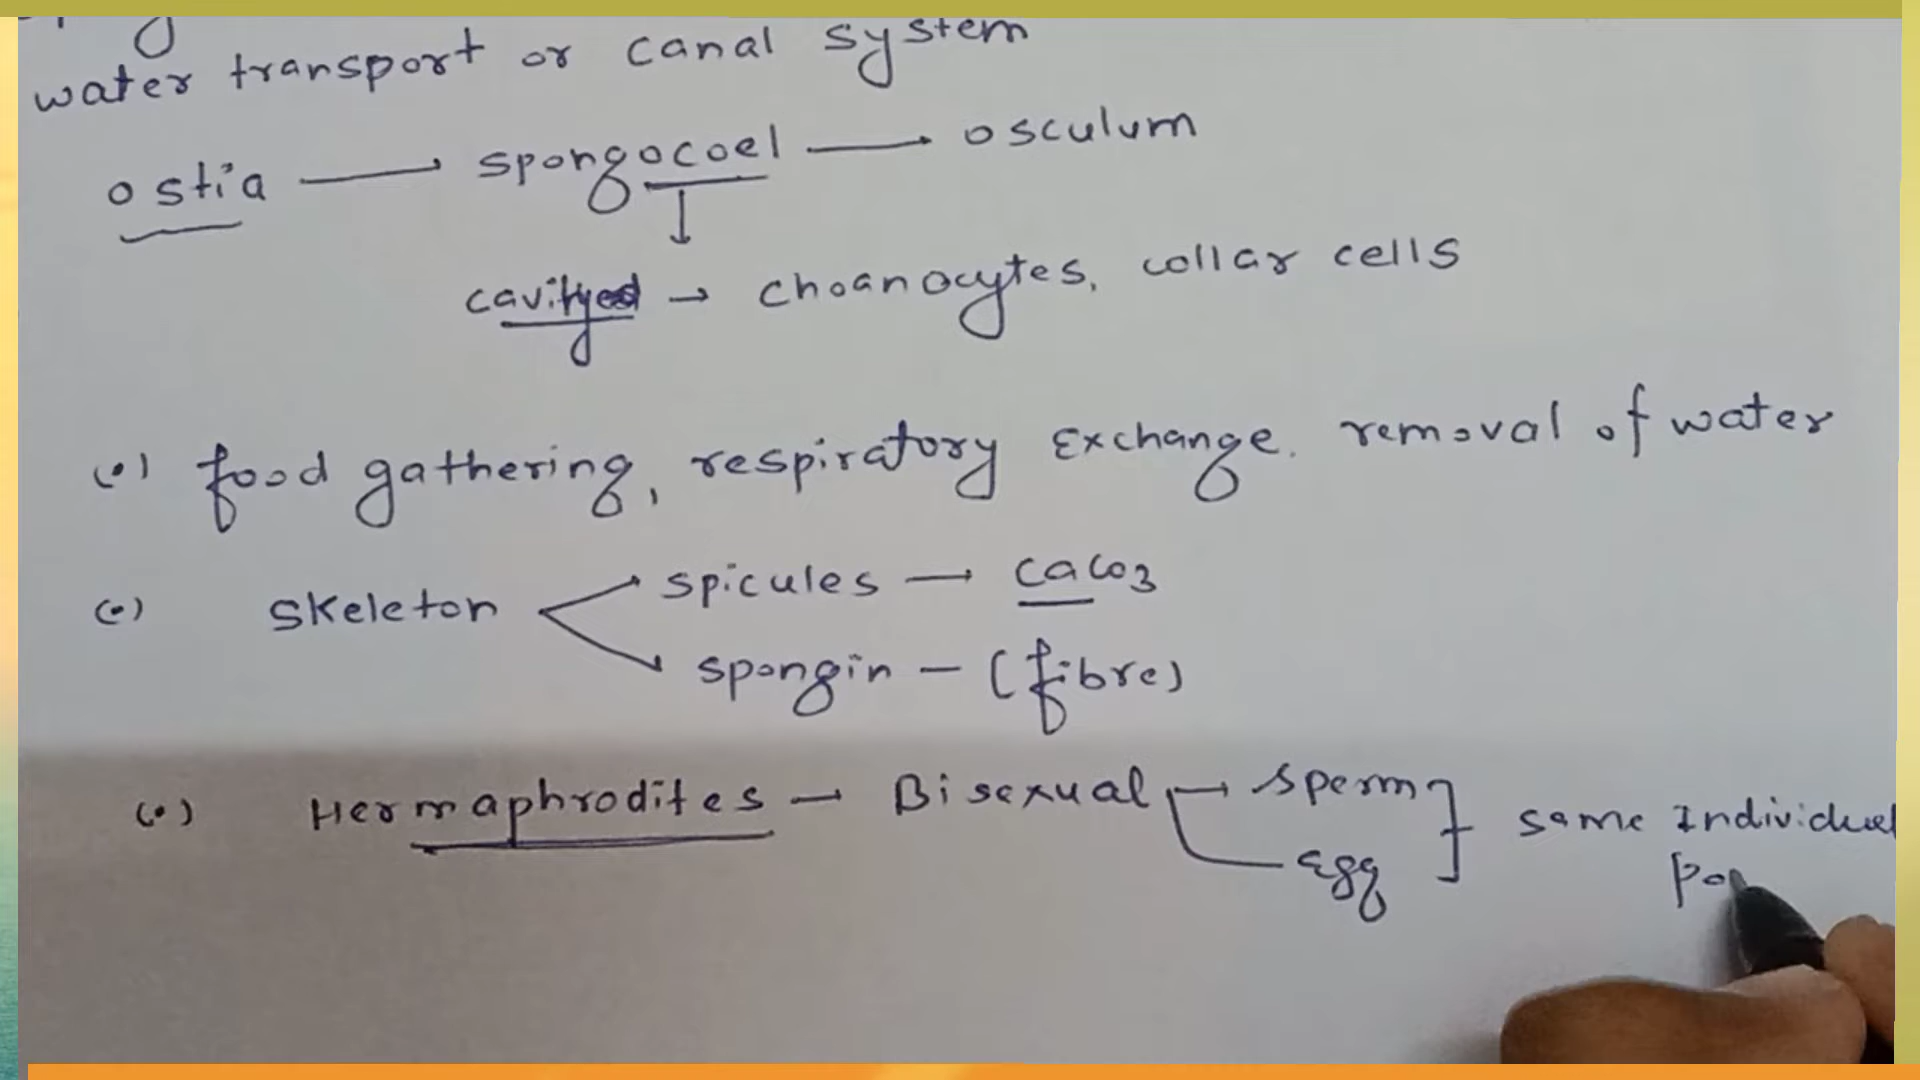 water transport or canal system
ostia → spongocoel → osculum
↓
cavity → choanocytes, collar cells
(•) food gathering, respiratory Exchange. removal of water
(•) skeleton → spicules → CaCO3
→ spongin - (fibre)
(•) Hermaphrodites → Bisexual → sperm
egg
same Individual